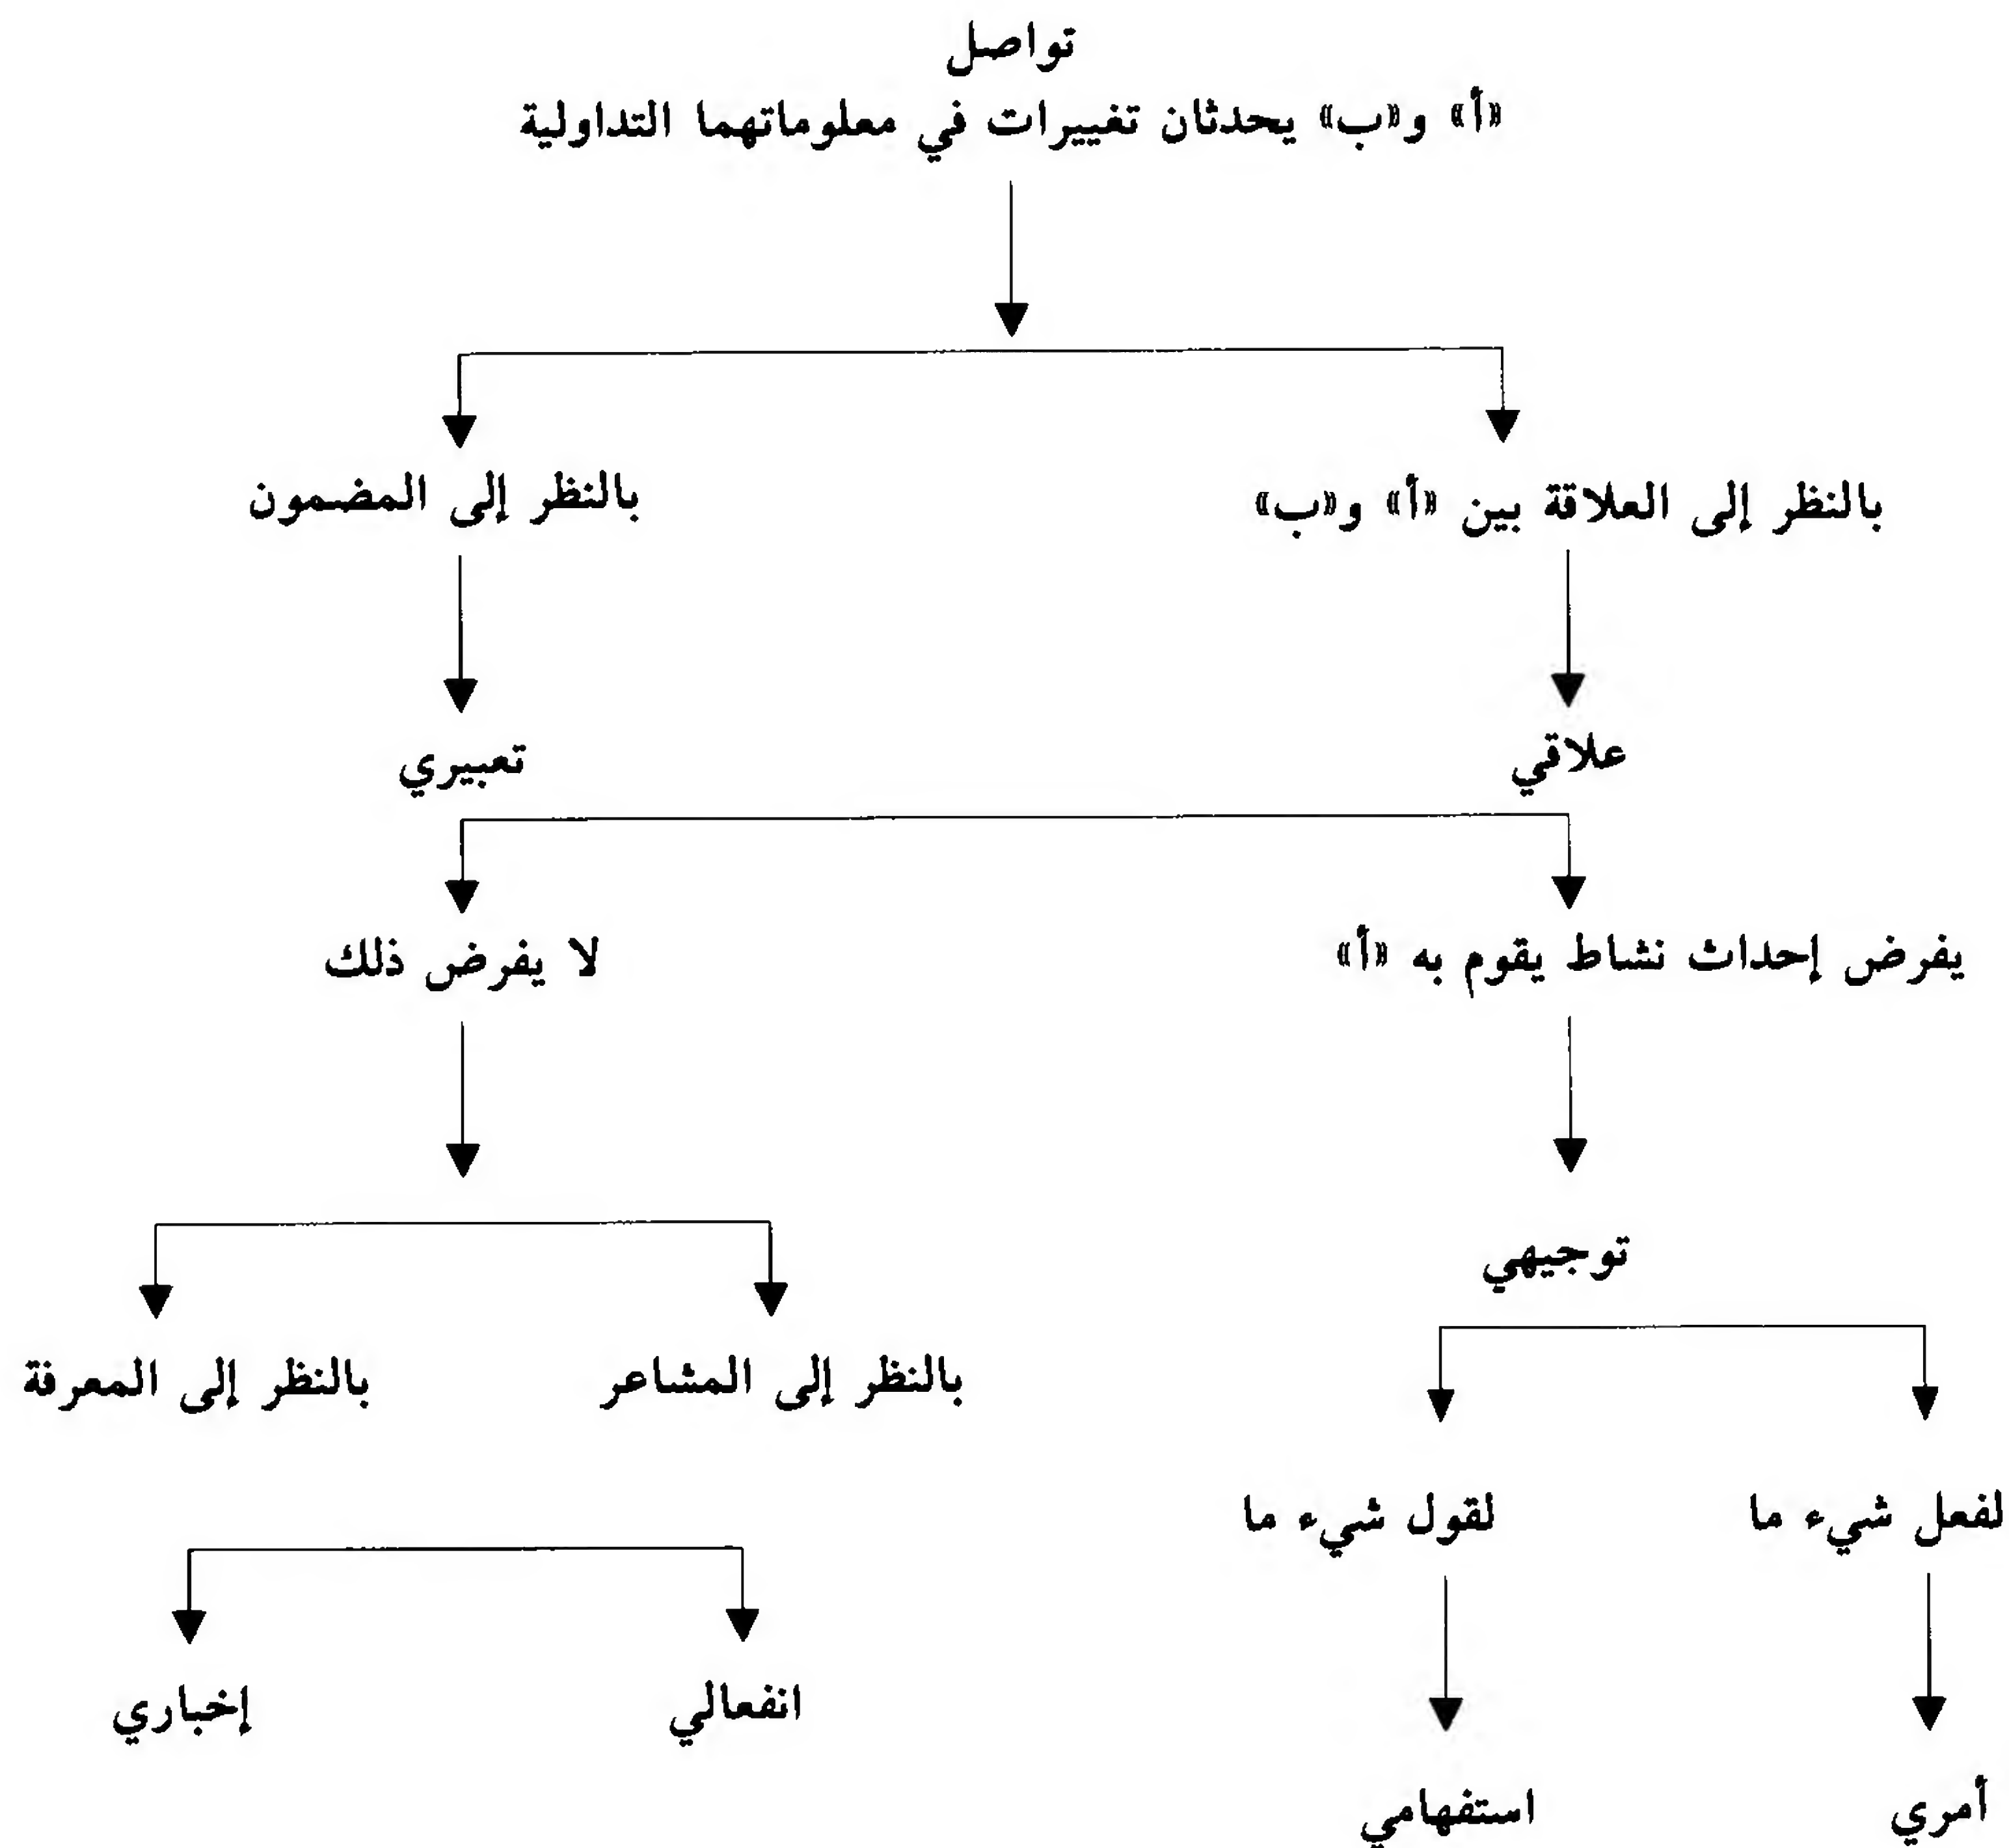 تواصل
«أ» و«ب» يحدثان تغييرات في معلوماتهما التداولية
بالنظر إلى العلاقة بين «أ» و«ب»
بالنظر إلى المضمون
علاقي
تعبيري
يفرض إحداث نشاط يقوم به «أ»
لا يفرض ذلك
توجيهي
بالنظر إلى المشاعر
بالنظر إلى المعرفة
لفعل شيء ما
لقول شيء ما
انفعالي
إخباري
أمري
استفهامي